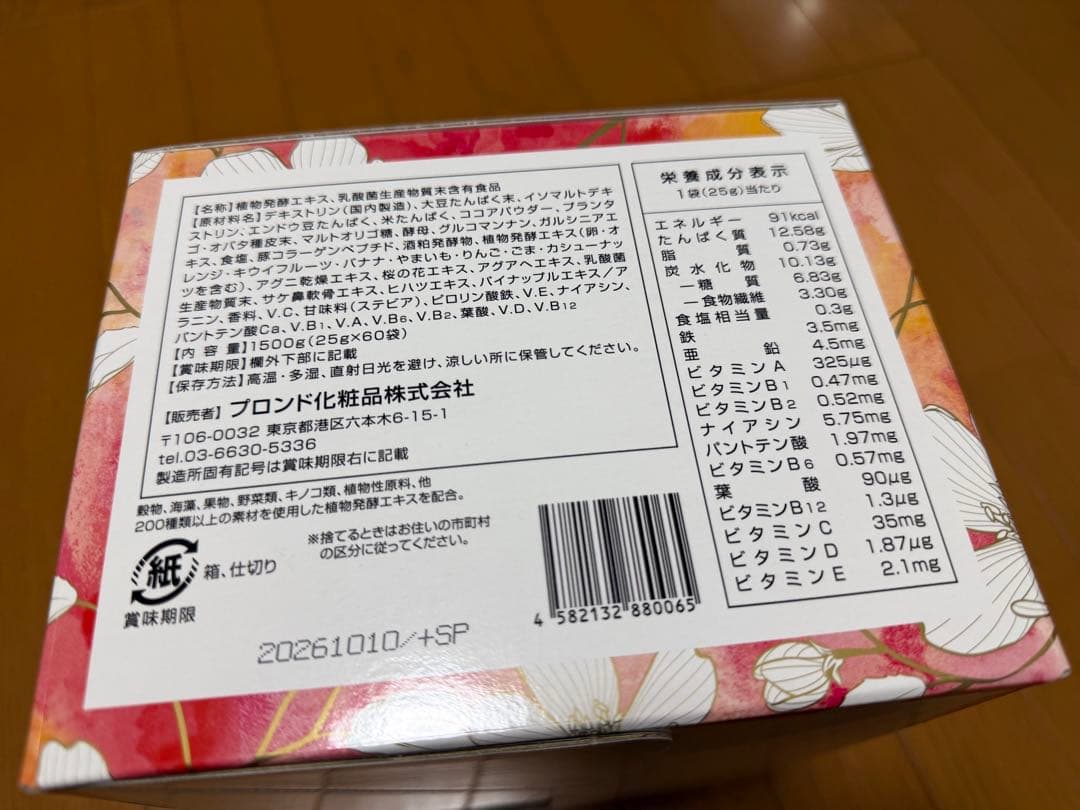 【名称】植物発酵エキス、乳酸菌生産物質末含有食品
【原材料名】デキストリン(国内製造)、大豆たんぱく末、イソマルトデキ
ストリン、エンドウ豆たんぱく、米たんぱく、ココアパウダー、プランタ
ゴ・オバタ種皮末、マルトオリゴ糖、酵母、グルコマンナン、ガルシニアエ
キス、食塩、豚コラーゲンペプチド、酒粕発酵物、植物発酵エキス(卵・オ
レンジ・キウイフルーツ・バナナ・やまいも・りんご・ごま・カシューナッ
ツを含む)、アグニ乾燥エキス、桜の花エキス、アグアヘエキス、乳酸菌
生産物質末、サケ鼻軟骨エキス、ヒハツエキス、パイナップルエキス/ア
ラニン、香料、V.C、甘味料(ステビア)、ピロリン酸鉄、V.E、ナイアシン、
パントテン酸Ca、V.B1、V.A、V.B6、V.B2、葉酸、V.D、V.B12
【内 容 量】1500g(25g×60袋)
【賞味期限】欄外下部に記載
【保存方法】高温・多湿、直射日光を避け、涼しい所に保管してください。
【販売者】ブロンド化粧品株式会社
〒106-0032 東京都港区六本木6-15-1
tel.03-6630-5336
製造所固有記号は賞味期限右に記載
穀物、海藻、果物、野菜類、キノコ類、植物性原料、他
200種類以上の素材を使用した植物発酵エキスを配合。
※捨てるときはお住いの市町村
の区分に従ってください。
紙
箱、仕切り
賞味期限
20261010/+SP
4 582132 880065
栄養成分表示
1袋(25g)当たり
エネルギー 91kcal
たんぱく質 12.58g
脂質 0.73g
炭水化物 10.13g
―糖質 6.83g
―食物繊維 3.30g
食塩相当量 0.3g
鉄 3.5mg
亜鉛 4.5mg
ビタミンA 325μg
ビタミンB1 0.47mg
ビタミンB2 0.52mg
ナイアシン 5.75mg
パントテン酸 1.97mg
ビタミンB6 0.57mg
葉酸 90μg
ビタミンB12 1.3μg
ビタミンC 35mg
ビタミンD 1.87μg
ビタミンE 2.1mg